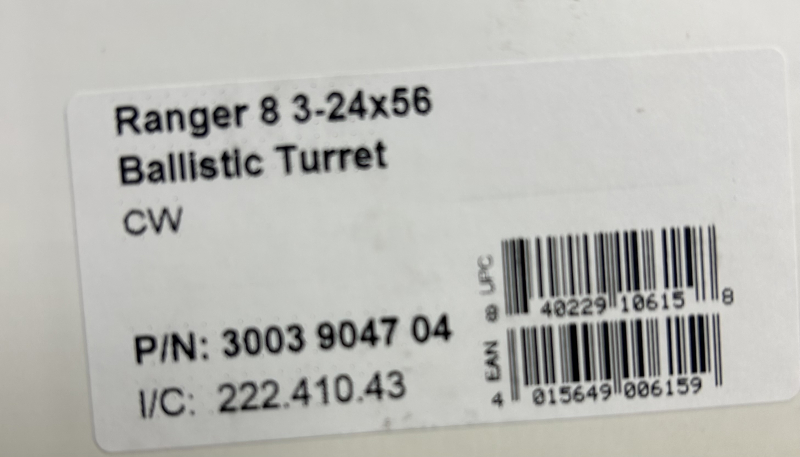 Ranger 8 3-24x56
Ballistic Turret
CW
UPC
8 40229 10615 8
P/N: 3003 9047 04
EAN
4 015649 006159
I/C: 222.410.43